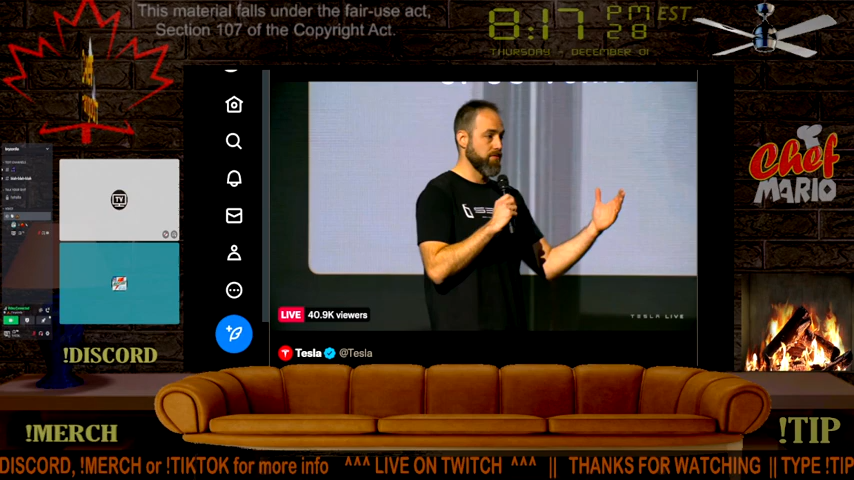 This material falls under the fair-use act,
Section 107 of the Copyright Act.
8:17 PM EST
28
THURSDAY - DECEMBER 01
TV
Chef
MARIO
LIVE 40.9K viewers
TESLA LIVE
Tesla @Tesla
!DISCORD
!MERCH
!TIP
DISCORD, !MERCH or !TIKTOK for more info ^^^ LIVE ON TWITCH ^^^ || THANKS FOR WATCHING || TYPE !TIP